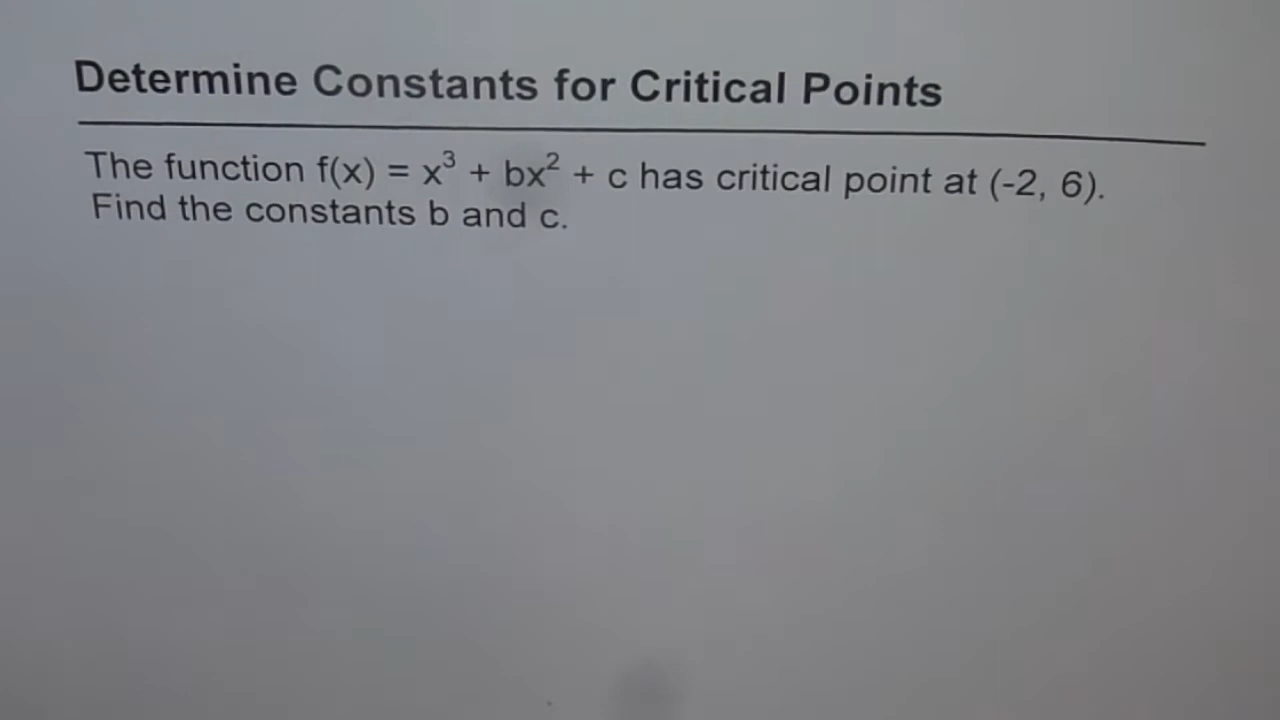 Determine Constants for Critical Points
The function f(x) = x³ + bx² + c has critical point at (-2, 6).
Find the constants b and c.